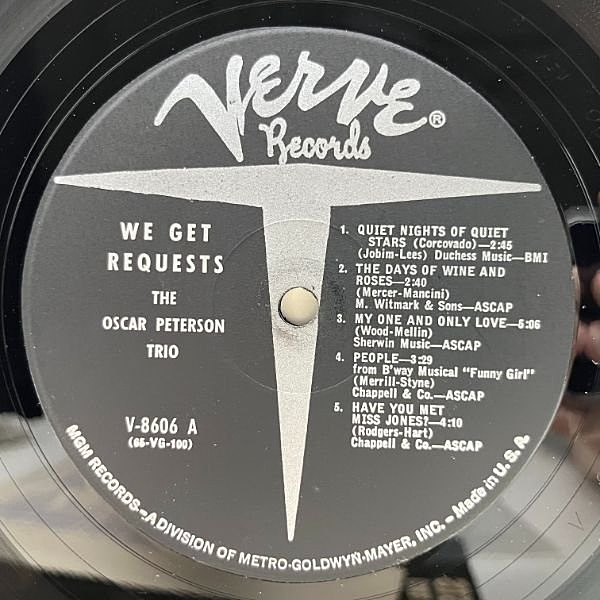 Verve ®
Records
WE GET
REQUESTS
THE
OSCAR PETERSON
TRIO
V-8606 A
(65-VG-100)
1. QUIET NIGHTS OF QUIET
STARS (Corcovado)—2:45
(Jobim-Lees) Duchess Music—BMI
2. THE DAYS OF WINE AND
ROSES—2:40
(Mercer-Mancini)
M. Witmark & Sons—ASCAP
3. MY ONE AND ONLY LOVE—5:06
(Wood-Mellin)
Sherwin Music—ASCAP
4. PEOPLE—3:29
from B'way Musical "Funny Girl"
(Merrill-Styne)
Chappell & Co.—ASCAP
5. HAVE YOU MET
MISS JONES?—4:10
(Rodgers-Hart)
Chappell & Co.—ASCAP
MGM RECORDS—A DIVISION OF METRO-GOLDWYN-MAYER, INC. – Made in U. S. A.